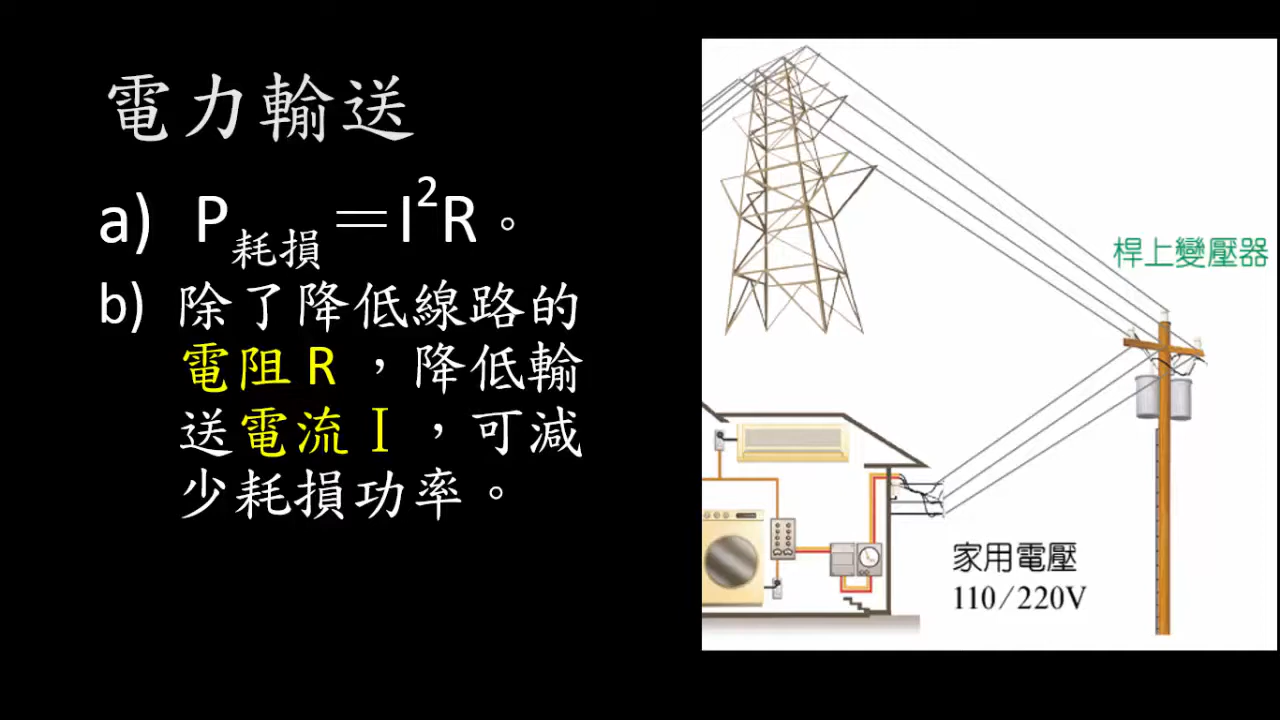 電力輸送
a) P耗損＝I²R。
b) 除了降低線路的
電阻R，降低輸
送電流Ｉ，可減
少耗損功率。
桿上變壓器
家用電壓
110/220V